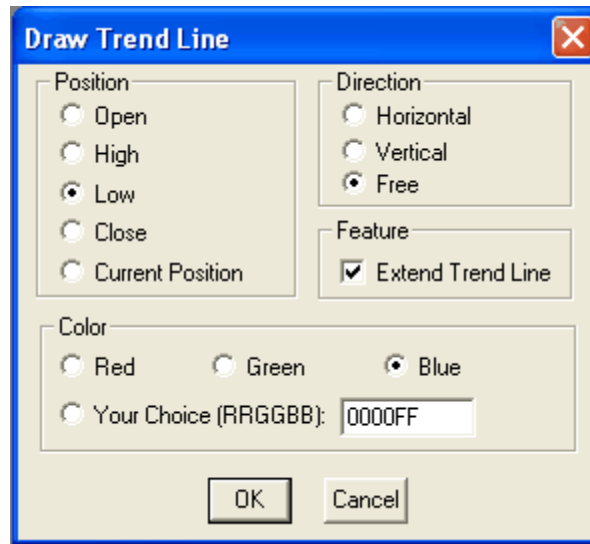 Draw Trend Line
Position
Open
High
Low
Close
Current Position
Direction
Horizontal
Vertical
Free
Feature
Extend Trend Line
Color
Red
Green
Blue
Your Choice (RRGGBB): 0000FF
OK
Cancel